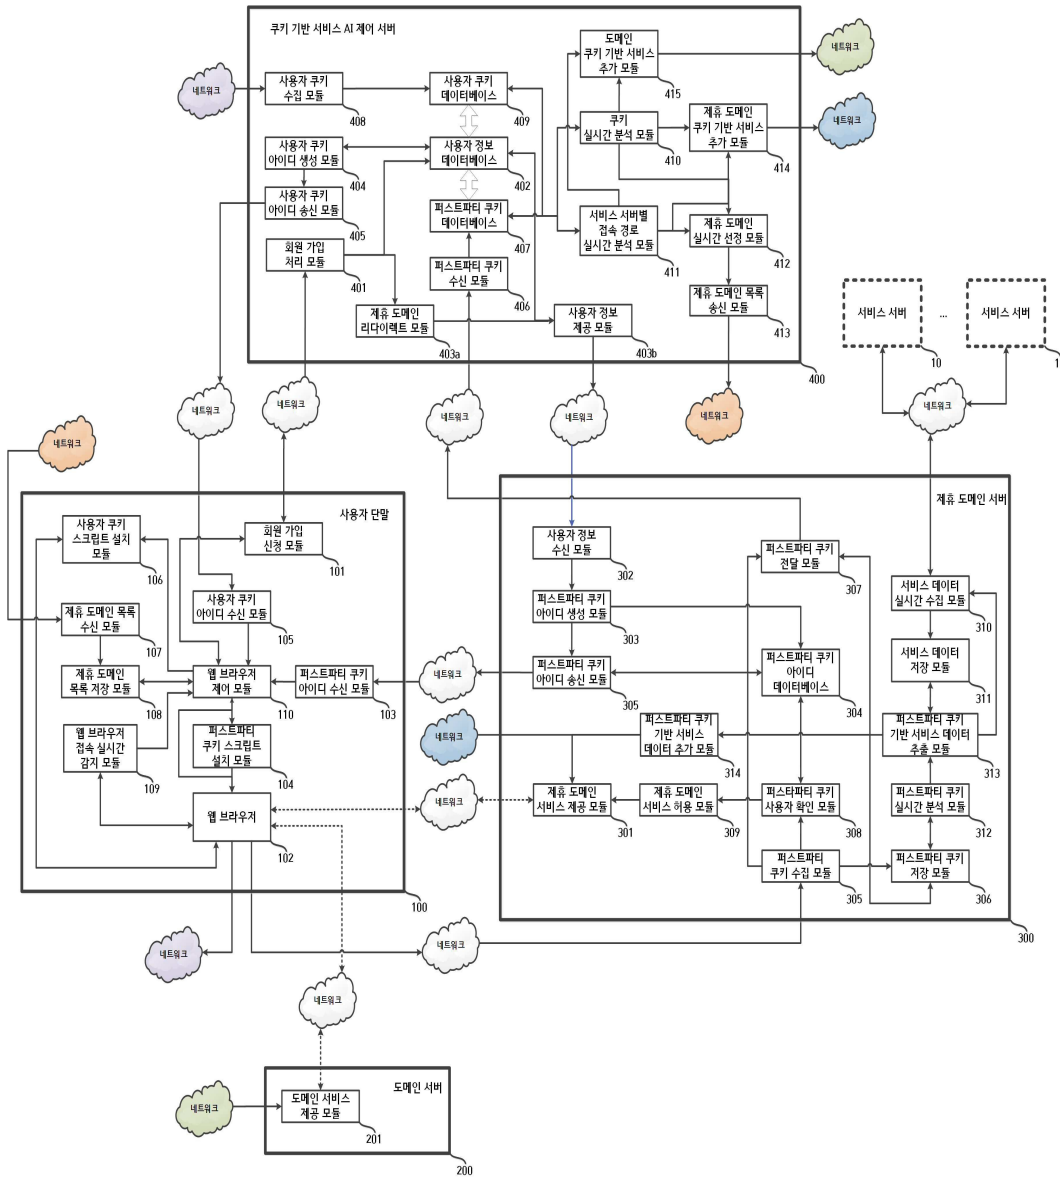 쿠키 기반 서비스 AI 제어 서버
네트워크
사용자 쿠키
수집 모듈
408
사용자 쿠키
데이터베이스
409
도메인
쿠키 기반 서비스
추가 모듈
415
네트워크
쿠키
실시간 분석 모듈
410
제휴 도메인
쿠키 기반 서비스
추가 모듈
414
네트워크
사용자 쿠키
아이디 생성 모듈
404
사용자 정보
데이터베이스
402
사용자 쿠키
아이디 송신 모듈
405
퍼스트파티 쿠키
데이터베이스
407
서비스 서버별
접속 경로
실시간 분석 모듈
411
제휴 도메인
실시간 선정 모듈
412
회원 가입
처리 모듈
401
퍼스트파티 쿠키
수신 모듈
406
제휴 도메인 목록
송신 모듈
413
제휴 도메인
리다이렉트 모듈
403a
사용자 정보
제공 모듈
403b
400
서비스 서버
10
...
서비스 서버
1
네트워크
네트워크
네트워크
네트워크
네트워크
네트워크
네트워크
사용자 단말
사용자 쿠키
스크립트 설치
모듈
106
회원 가입
신청 모듈
101
사용자 쿠키
아이디 수신 모듈
105
제휴 도메인 목록
수신 모듈
107
제휴 도메인
목록 저장 모듈
108
웹 브라우저
제어 모듈
110
퍼스트파티 쿠키
아이디 수신 모듈
103
웹 브라우저
접속 실시간
감지 모듈
109
퍼스트파티
쿠키 스크립트
설치 모듈
104
웹 브라우저
102
100
네트워크
네트워크
네트워크
제휴 도메인 서버
사용자 정보
수신 모듈
302
퍼스트파티 쿠키
전달 모듈
307
퍼스트파티 쿠키
아이디 생성 모듈
303
서비스 데이터
실시간 수집 모듈
310
퍼스트파티 쿠키
아이디 송신 모듈
305
퍼스트파티 쿠키
아이디
데이터베이스
304
서비스 데이터
저장 모듈
311
퍼스트파티 쿠키
기반 서비스
데이터 추가 모듈
314
퍼스트파티 쿠키
기반 서비스 데이터
추출 모듈
313
제휴 도메인
서비스 제공 모듈
301
제휴 도메인
서비스 허용 모듈
309
퍼스타파티 쿠키
사용자 확인 모듈
308
퍼스트파티 쿠키
실시간 분석 모듈
312
퍼스트파티
쿠키 수집 모듈
305
퍼스트파티 쿠키
저장 모듈
306
300
네트워크
네트워크
네트워크
네트워크
도메인 서버
도메인 서비스
제공 모듈
201
200